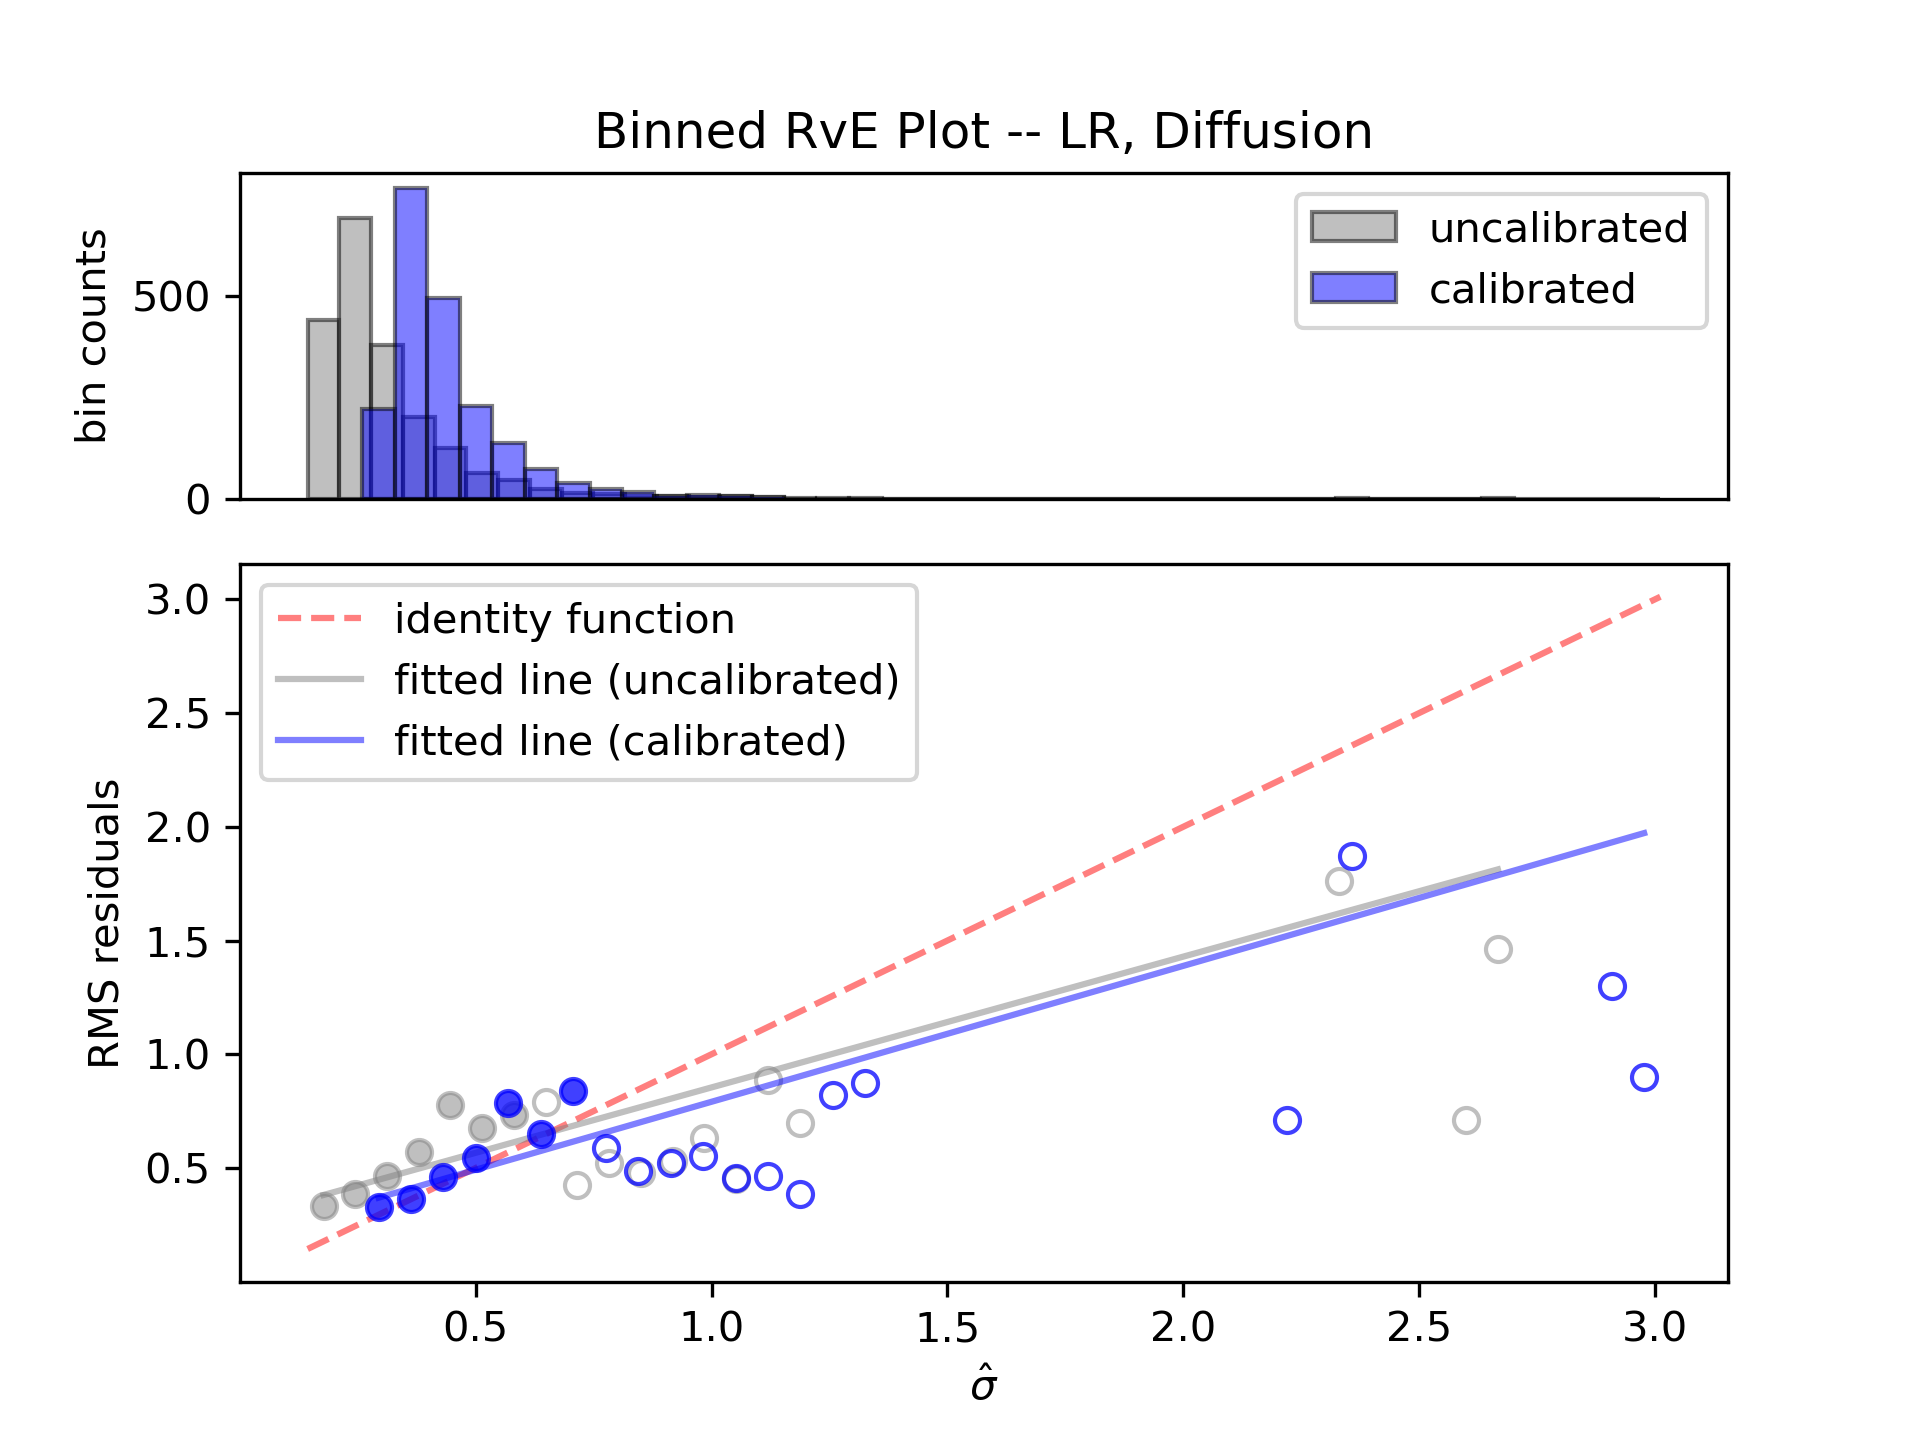 Binned RvE Plot -- LR, Diffusion
bin counts
500
0
uncalibrated
calibrated
RMS residuals
3.0
2.5
2.0
1.5
1.0
0.5
identity function
fitted line (uncalibrated)
fitted line (calibrated)
0.5 1.0 1.5 2.0 2.5 3.0
σ̂